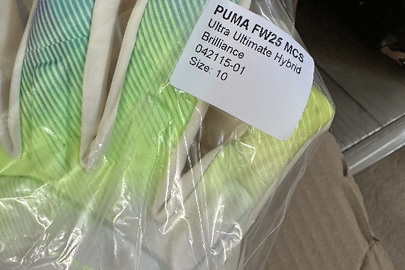 PUMA FW25 MCs
Ultra Ultimate Hybrid
Brilliance
042115-01
Size: 10